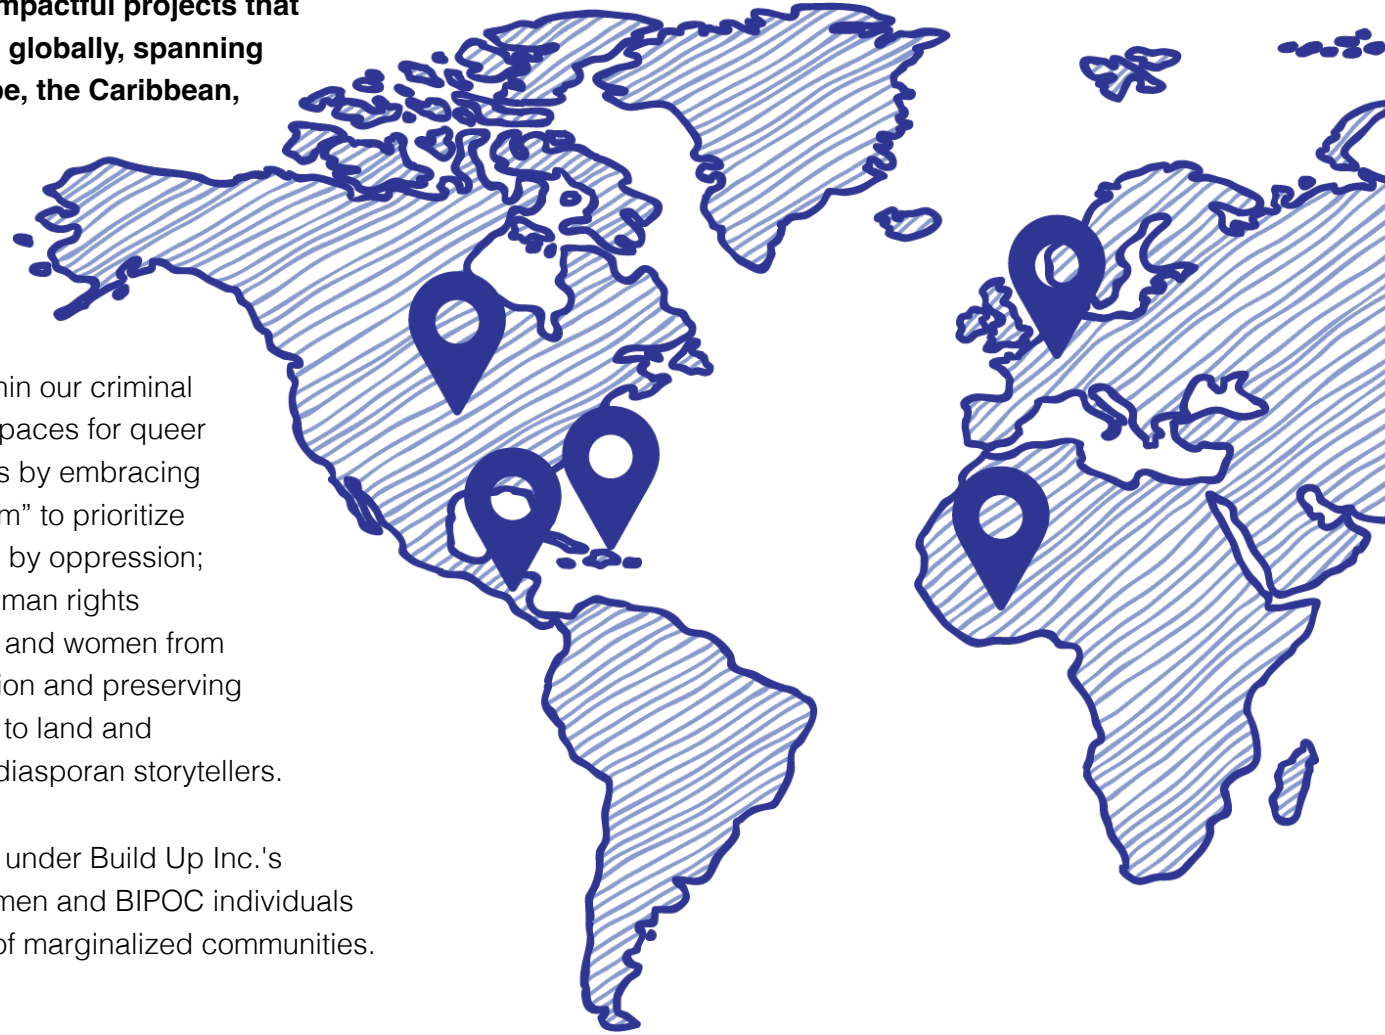 mpactful projects that
globally, spanning
pe, the Caribbean,
hin our criminal
paces for queer
s by embracing
m” to prioritize
by oppression;
man rights
and women from
ion and preserving
to land and
diasporan storytellers.
under Build Up Inc.'s
men and BIPOC individuals
of marginalized communities.